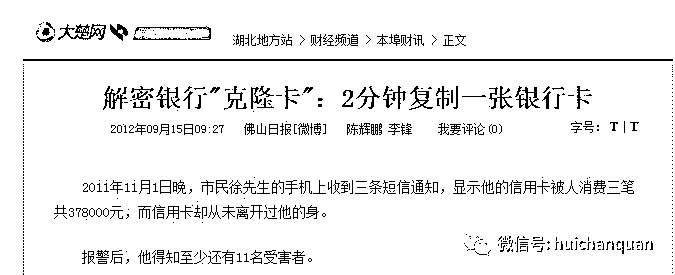 大楚网
湖北地方站 > 财经频道 > 本埠财讯 > 正文
解密银行"克隆卡"：2分钟复制一张银行卡
2012年09月15日09:27 佛山日报[微博] 陈辉鹏 李锋 我要评论(0) 字号：T|T
2011年11月1日晚，市民徐先生的手机上收到三条短信通知，显示他的信用卡被人消费三笔
共378000元，而信用卡却从未离开过他的身。
报警后，他得知至少还有11名受害者。
微信号: huichanquan